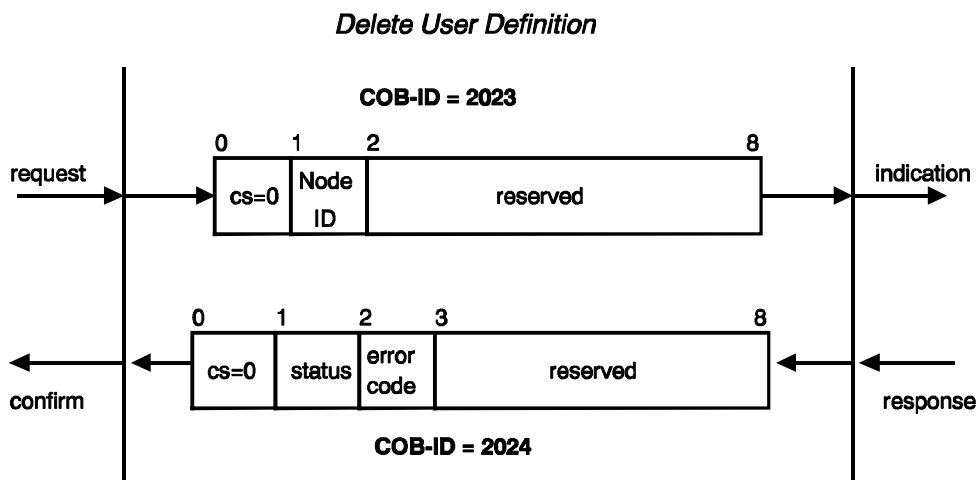 Delete User Definition
COB-ID = 2023
0 1 2 8
request
cs=0
Node
ID
reserved
indication
0 1 2 3 8
cs=0
status
error
code
reserved
confirm
response
COB-ID = 2024